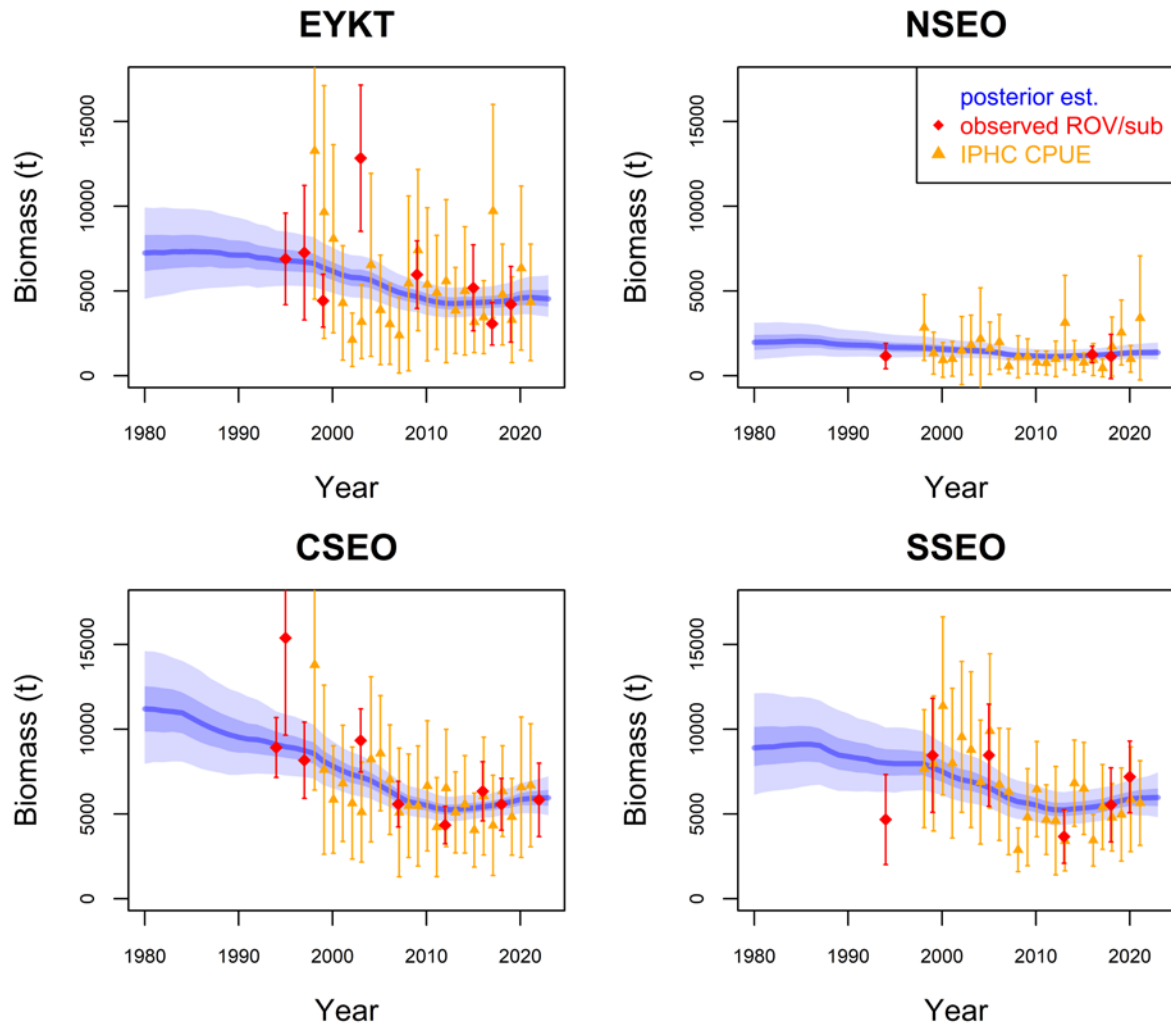 EYKT
Biomass (t)
15000
10000
5000
0
1980 1990 2000 2010 2020
Year
NSEO
posterior est.
observed ROV/sub
IPHC CPUE
Biomass (t)
15000
10000
5000
0
1980 1990 2000 2010 2020
Year
CSEO
Biomass (t)
15000
10000
5000
0
1980 1990 2000 2010 2020
Year
SSEO
Biomass (t)
15000
10000
5000
0
1980 1990 2000 2010 2020
Year